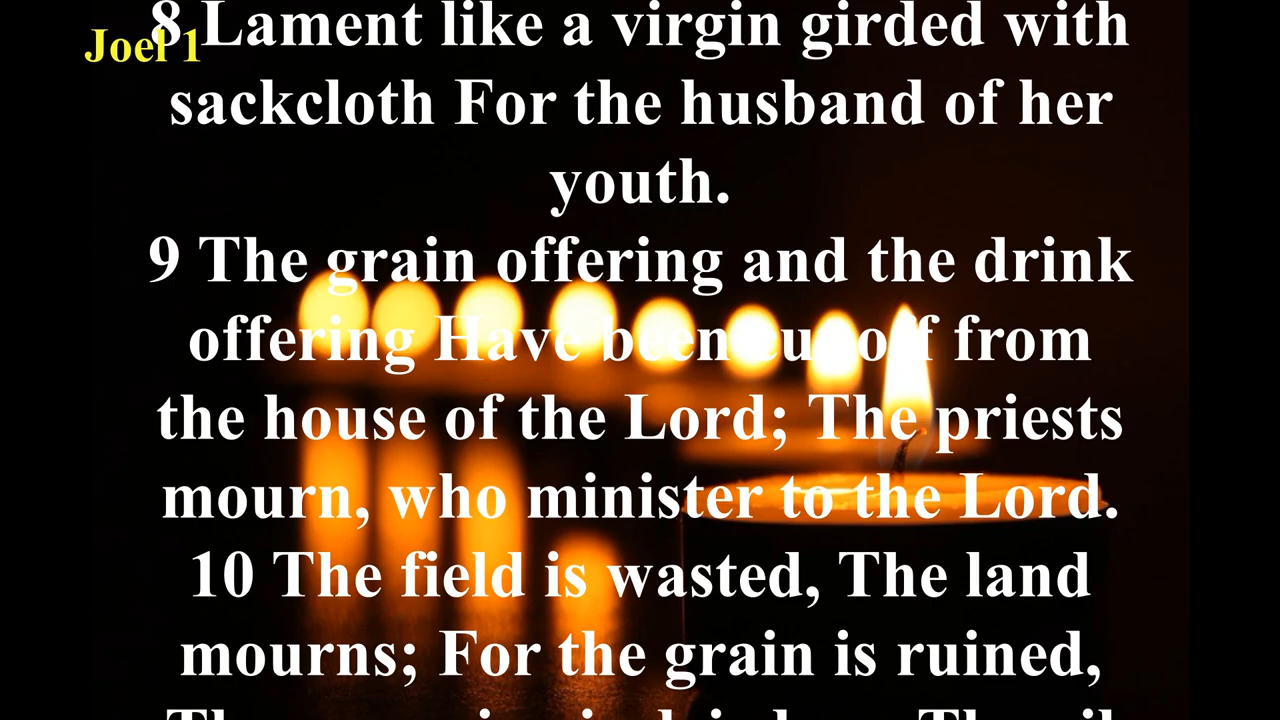 Joel 1
8 Lament like a virgin girded with
sackcloth For the husband of her
youth.
9 The grain offering and the drink
offering Have been cut off from
the house of the Lord; The priests
mourn, who minister to the Lord.
10 The field is wasted, The land
mourns; For the grain is ruined,